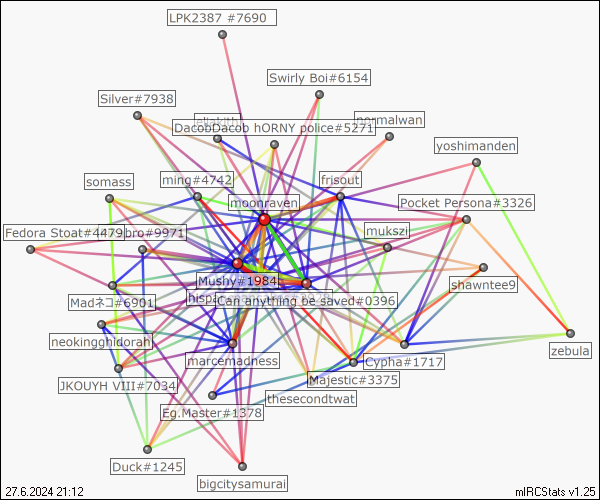 LPK2387 #7690
Swirly Boi#6154
Silver#7938
DacobDacob hORNY police#5271
normalwan
yoshimanden
ming#4742
frisout
somass
moonraven
Pocket Persona#3326
Fedora Stoat#4479
pro#9971
mukszi
Mushy#1984
shawntee9
Madネコ#6901
Can anything be saved#0396
neokingghidorah
zebula
marcemadness
Cypha#1717
JKOUYH VIII#7034
Majestic#3375
thesecondtwat
Eg.Master#1378
Duck#1245
bigcitysamurai
27.6.2024 21:12
mIRCStats v1.25